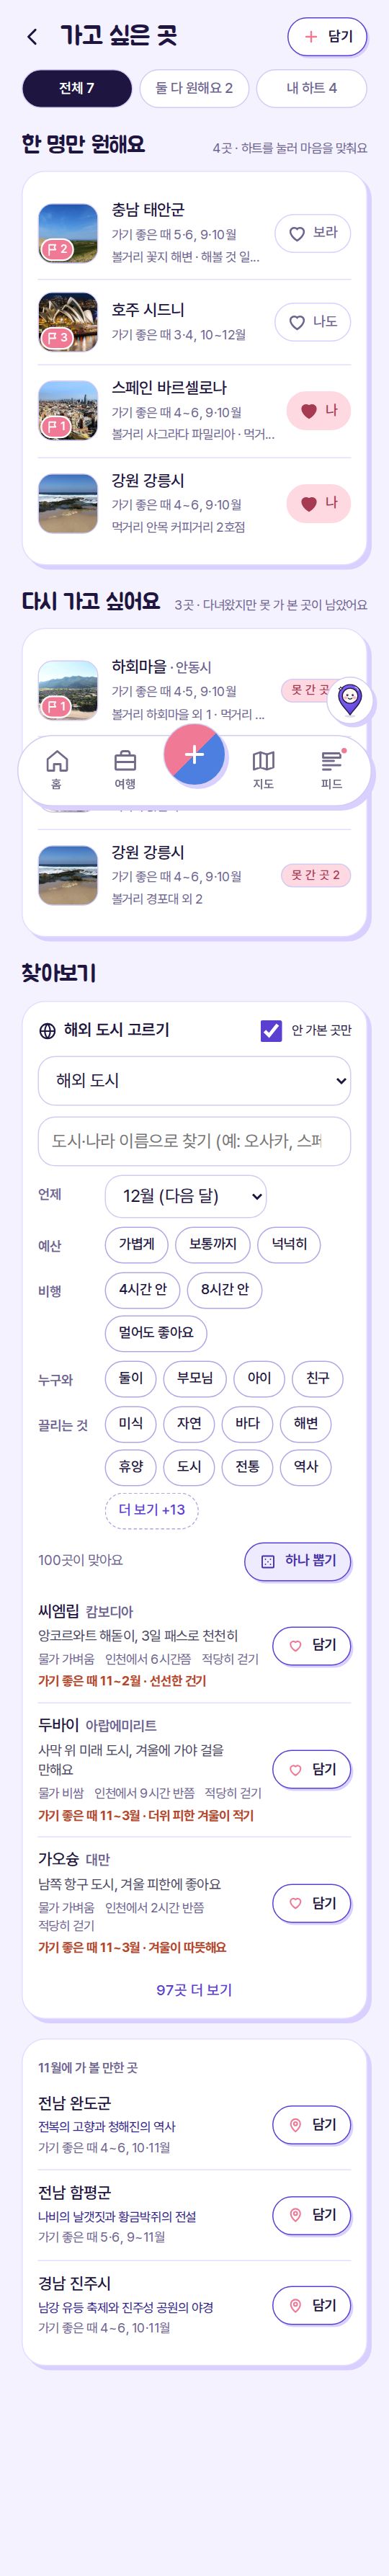 가고 싶은 곳
담기
전체 7
둘 다 원해요 2
내 하트 4
한 명만 원해요
4곳 · 하트를 눌러 마음을 맞춰요
충남 태안군
가기 좋은 때 5·6, 9·10월
볼거리 꽃지 해변 · 해볼 것 일...
2
보라
호주 시드니
가기 좋은 때 3·4, 10~12월
3
나도
스페인 바르셀로나
가기 좋은 때 4~6, 9·10월
볼거리 사그라다 파밀리아 · 먹거...
1
나
강원 강릉시
가기 좋은 때 4~6, 9·10월
먹거리 안목 커피거리 2호점
나
다시 가고 싶어요
3곳 · 다녀왔지만 못 가 본 곳이 남았어요
하회마을 · 안동시
가기 좋은 때 4·5, 9·10월
볼거리 하회마을 외 1 · 먹거리 ...
1
못 간 곳
홈
여행
지도
피드
강원 강릉시
가기 좋은 때 4~6, 9·10월
볼거리 경포대 외 2
못 간 곳 2
찾아보기
해외 도시 고르기
안 가본 곳만
해외 도시
도시·나라 이름으로 찾기 (예: 오사카, 스페
언제
12월 (다음 달)
예산
가볍게
보통까지
넉넉히
비행
4시간 안
8시간 안
멀어도 좋아요
누구와
둘이
부모님
아이
친구
끌리는 것
미식
자연
바다
해변
휴양
도시
전통
역사
더 보기 +13
100곳이 맞아요
하나 뽑기
씨엠립 캄보디아
앙코르와트 해돋이, 3일 패스로 천천히
물가 가벼움 인천에서 6시간쯤 적당히 걷기
가기 좋은 때 11~2월 · 선선한 건기
담기
두바이 아랍에미리트
사막 위 미래 도시, 겨울에 가야 걸을
만해요
물가 비쌈 인천에서 9시간 반쯤 적당히 걷기
가기 좋은 때 11~3월 · 더위 피한 겨울이 적기
담기
가오슝 대만
남쪽 항구 도시, 겨울 피한에 좋아요
물가 가벼움 인천에서 2시간 반쯤
적당히 걷기
가기 좋은 때 11~3월 · 겨울이 따뜻해요
담기
97곳 더 보기
11월에 가 볼 만한 곳
전남 완도군
전복의 고향과 청해진의 역사
가기 좋은 때 4~6, 10·11월
담기
전남 함평군
나비의 날갯짓과 황금박쥐의 전설
가기 좋은 때 5·6, 9~11월
담기
경남 진주시
남강 유등 축제와 진주성 공원의 야경
가기 좋은 때 4~6, 10·11월
담기